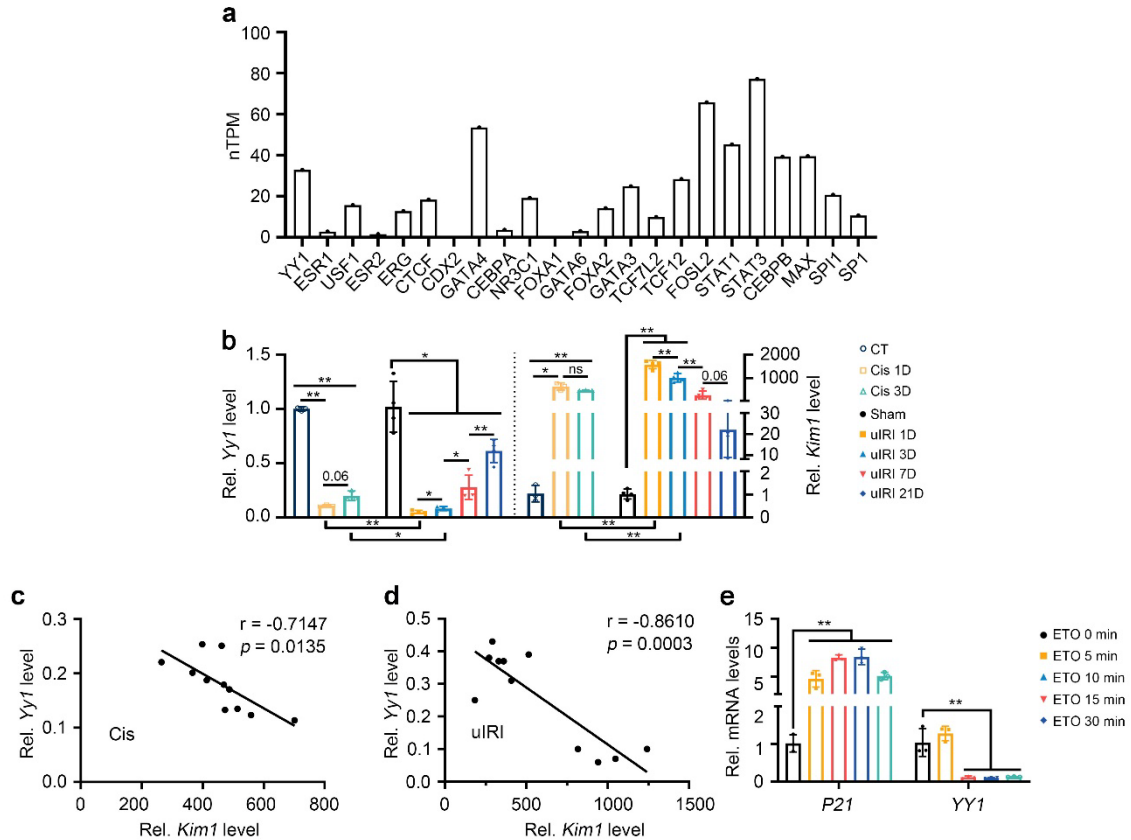 a
nTPM
100
80
60
40
20
0
YY1
ESR1
USF1
ESR2
ERG
CTCF
CDX2
GATA4
CEBPA
NR3C1
FOXA1
GATA6
FOXA2
GATA3
TCF7L2
TCF12
FOSL2
STAT1
STAT3
CEBPB
MAX
SPI1
SP1
b
Rel. Yy1 level
1.5
1.0
0.5
0.0
**
**
0.06
*
*
*
**
**
*
**
*
ns
**
**
**
0.06
**
**
2000
1000
30
20
10
2
1
0
Rel. Kim1 level
CT
Cis 1D
Cis 3D
Sham
uIRI 1D
uIRI 3D
uIRI 7D
uIRI 21D
c
Rel. Yy1 level
0.3
0.2
0.1
0.0
r = -0.7147
p = 0.0135
Cis
0 200 400 600 800
Rel. Kim1 level
d
Rel. Yy1 level
0.5
0.4
0.3
0.2
0.1
0.0
r = -0.8610
p = 0.0003
uIRI
0 500 1000 1500
Rel. Kim1 level
e
Rel. mRNA levels
15
10
5
2
1
0
**
**
P21 YY1
ETO 0 min
ETO 5 min
ETO 10 min
ETO 15 min
ETO 30 min